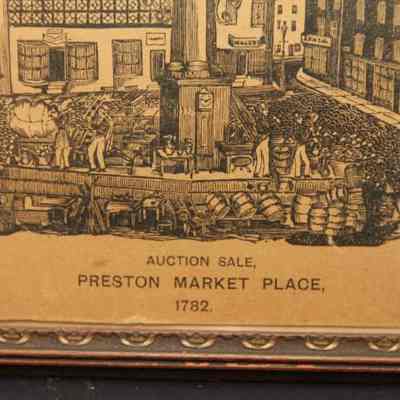 AUCTION SALE,
PRESTON MARKET PLACE,
1782.